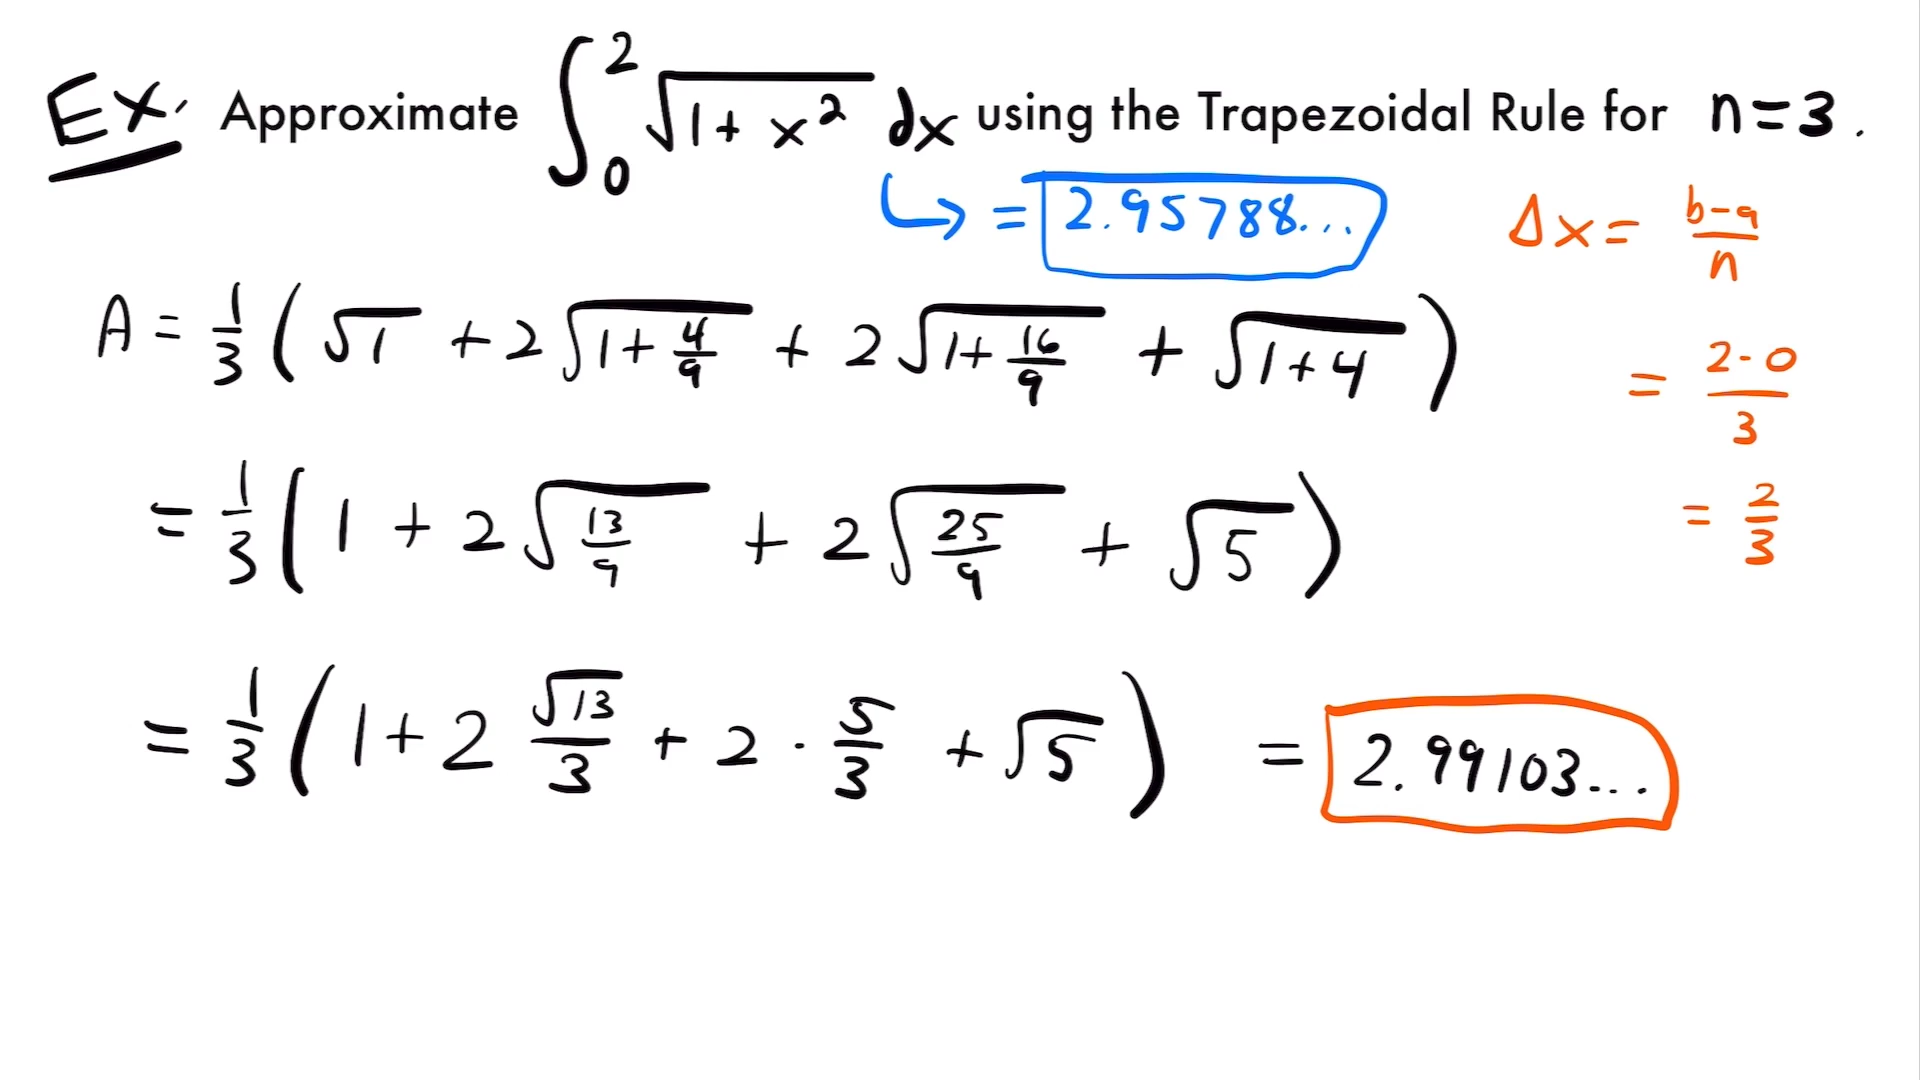 Ex. Approximate ∫₀² √(1 + x²) dx using the Trapezoidal Rule for n=3.
↳ = 2.95788...
Δx = (b-a)/n
A = 1/3 ( √1 + 2√(1+4/9) + 2√(1+16/9) + √(1+4) )
= (2-0)/3
= 1/3 ( 1 + 2√(13/9) + 2√(25/9) + √5 )
= 2/3
= 1/3 ( 1 + 2 √13/3 + 2 · 5/3 + √5 ) = 2.99103...